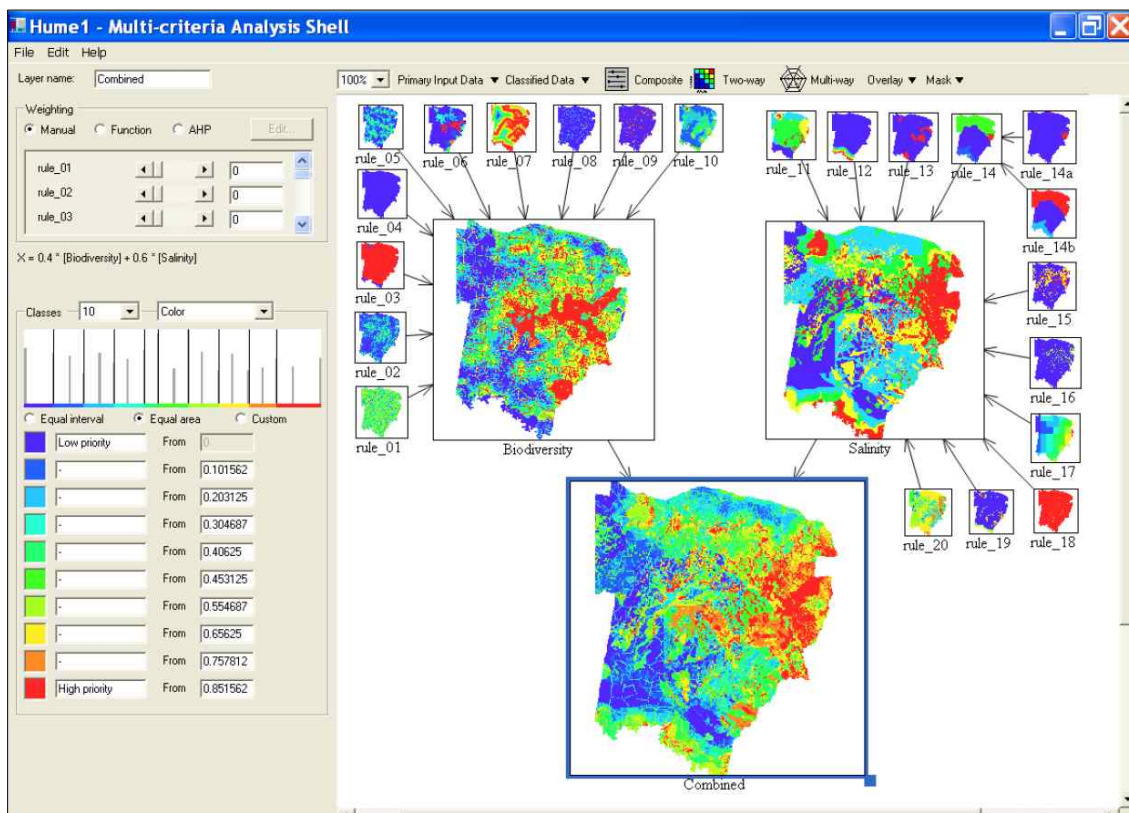 Hume1 - Multi-criteria Analysis Shell
File Edit Help
Layer name: Combined
100% Primary Input Data Classified Data Composite Two-way Multi-way Overlay Mask
Weighting
Manual Function AHP Edit...
rule_01 0
rule_02 0
rule_03 0
X = 0.4 * [Biodiversity] + 0.6 * [Salinity]
Classes 10 Color
Equal interval Equal area Custom
Low priority From 0
- From 0.101562
- From 0.203125
- From 0.304687
- From 0.40625
- From 0.453125
- From 0.554687
- From 0.65625
- From 0.757812
High priority From 0.851562
rule_05 rule_06 rule_07 rule_08 rule_09 rule_10
rule_04
rule_03
rule_02
rule_01
Biodiversity
rule_11 rule_12 rule_13 rule_14 rule_14a
rule_14b
rule_15
rule_16
rule_17
Salinity
rule_20 rule_19 rule_18
Combined